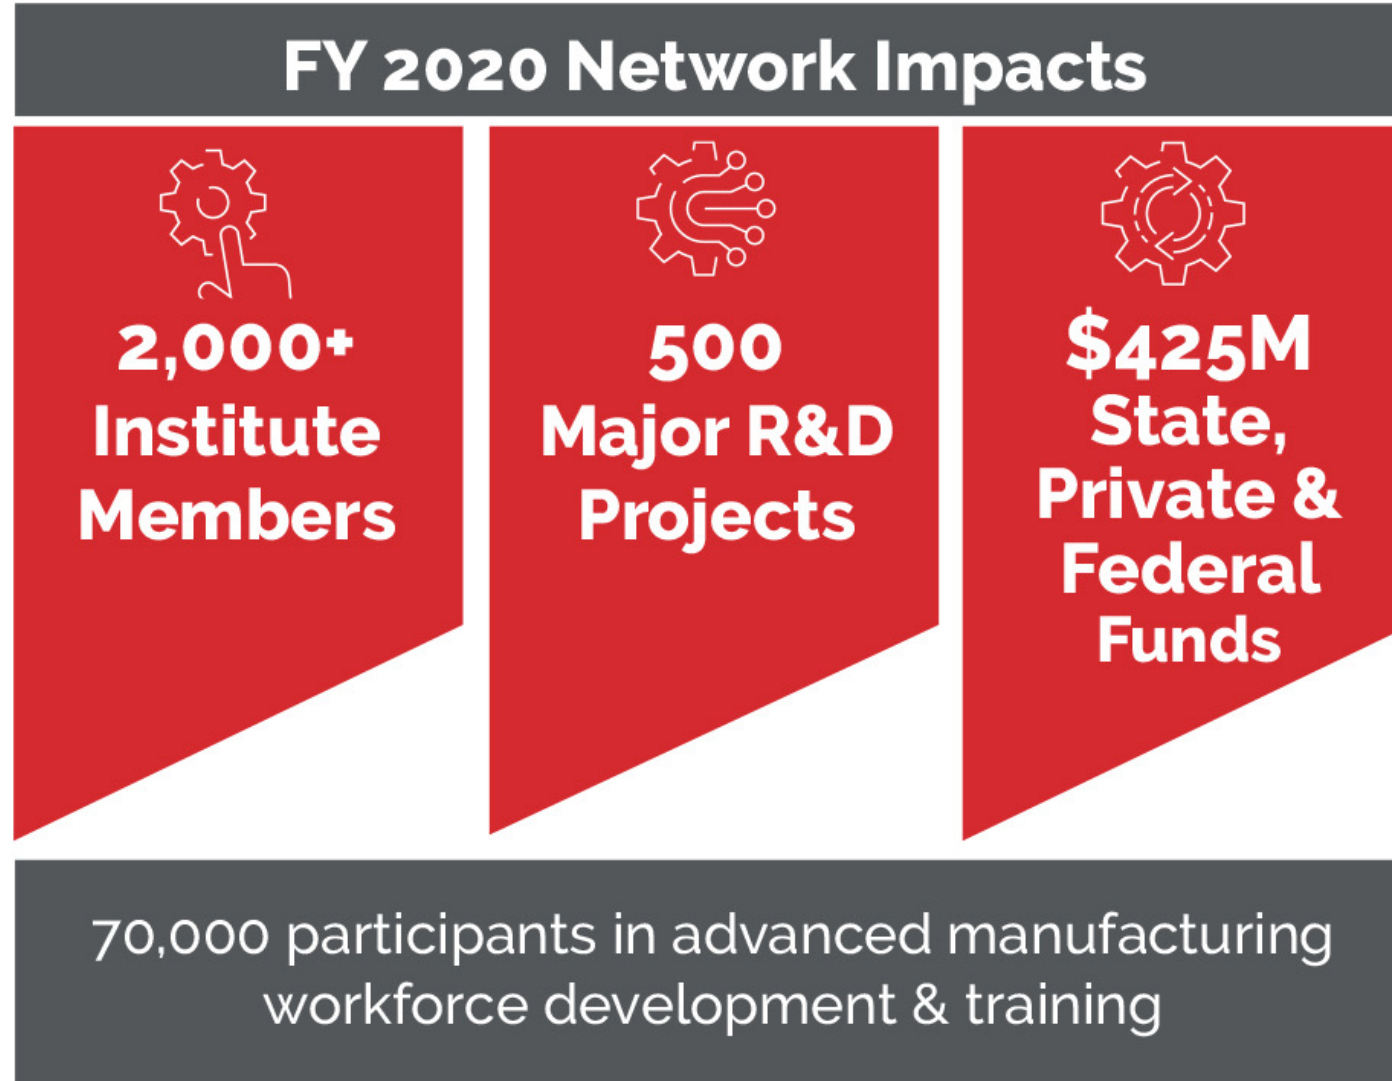 FY 2020 Network Impacts
2,000+
Institute
Members
500
Major R&D
Projects
$425M
State,
Private &
Federal
Funds
70,000 participants in advanced manufacturing
workforce development & training